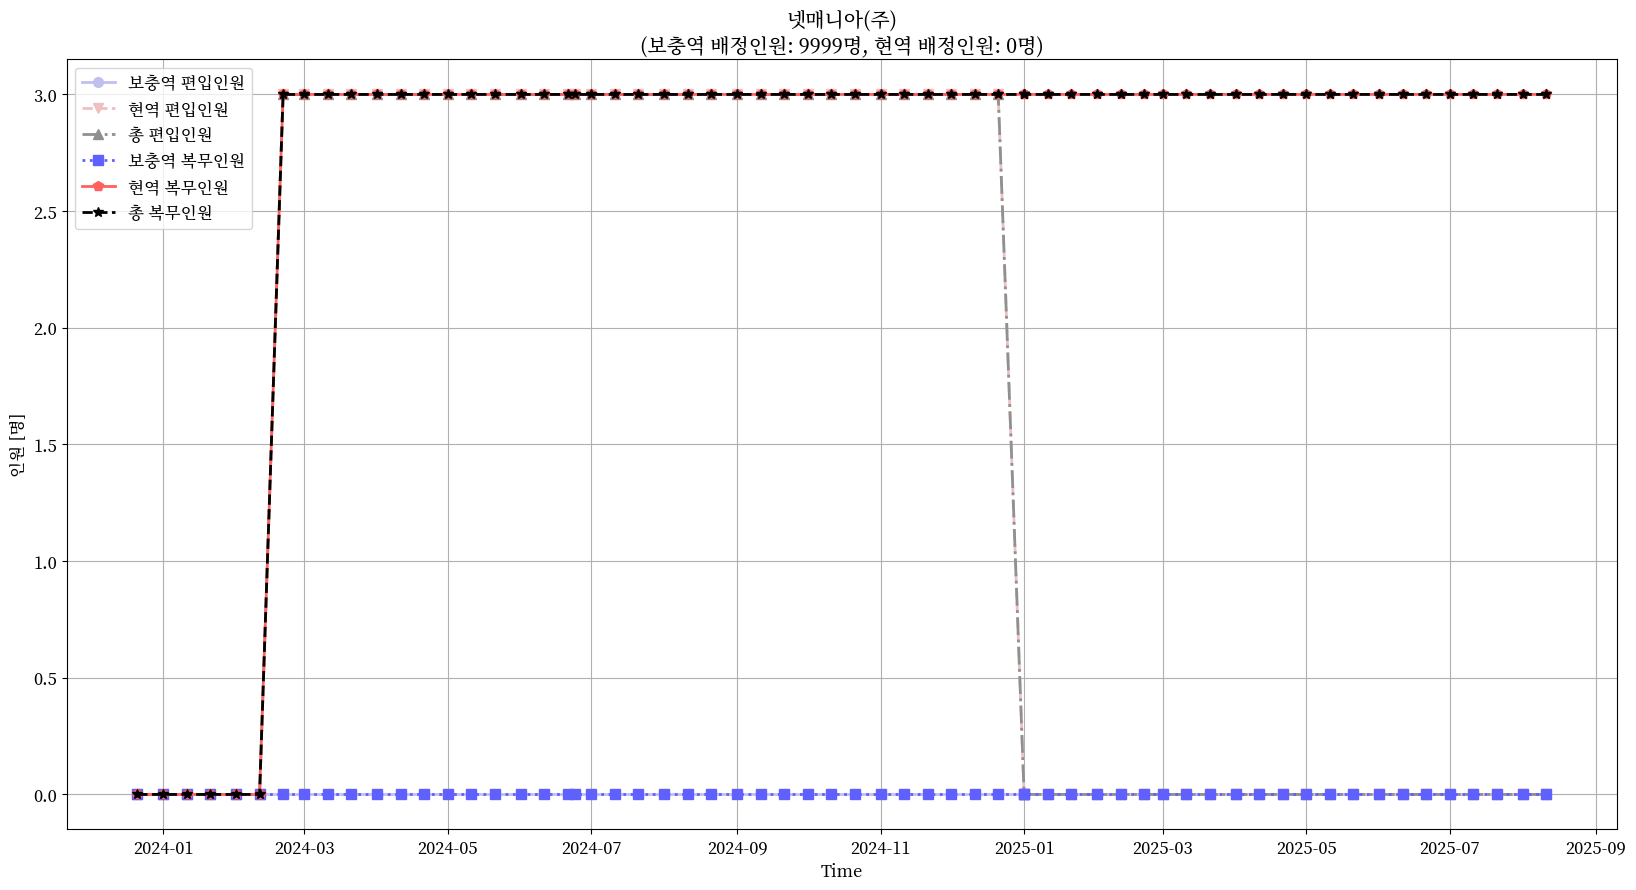 넷매니아(주)
(보충역 배정인원: 9999명, 현역 배정인원: 0명)
보충역 편입인원
현역 편입인원
총 편입인원
보충역 복무인원
현역 복무인원
총 복무인원
3.0
2.5
2.0
1.5
1.0
0.5
0.0
인원 [명]
2024-01
2024-03
2024-05
2024-07
2024-09
2024-11
2025-01
2025-03
2025-05
2025-07
2025-09
Time